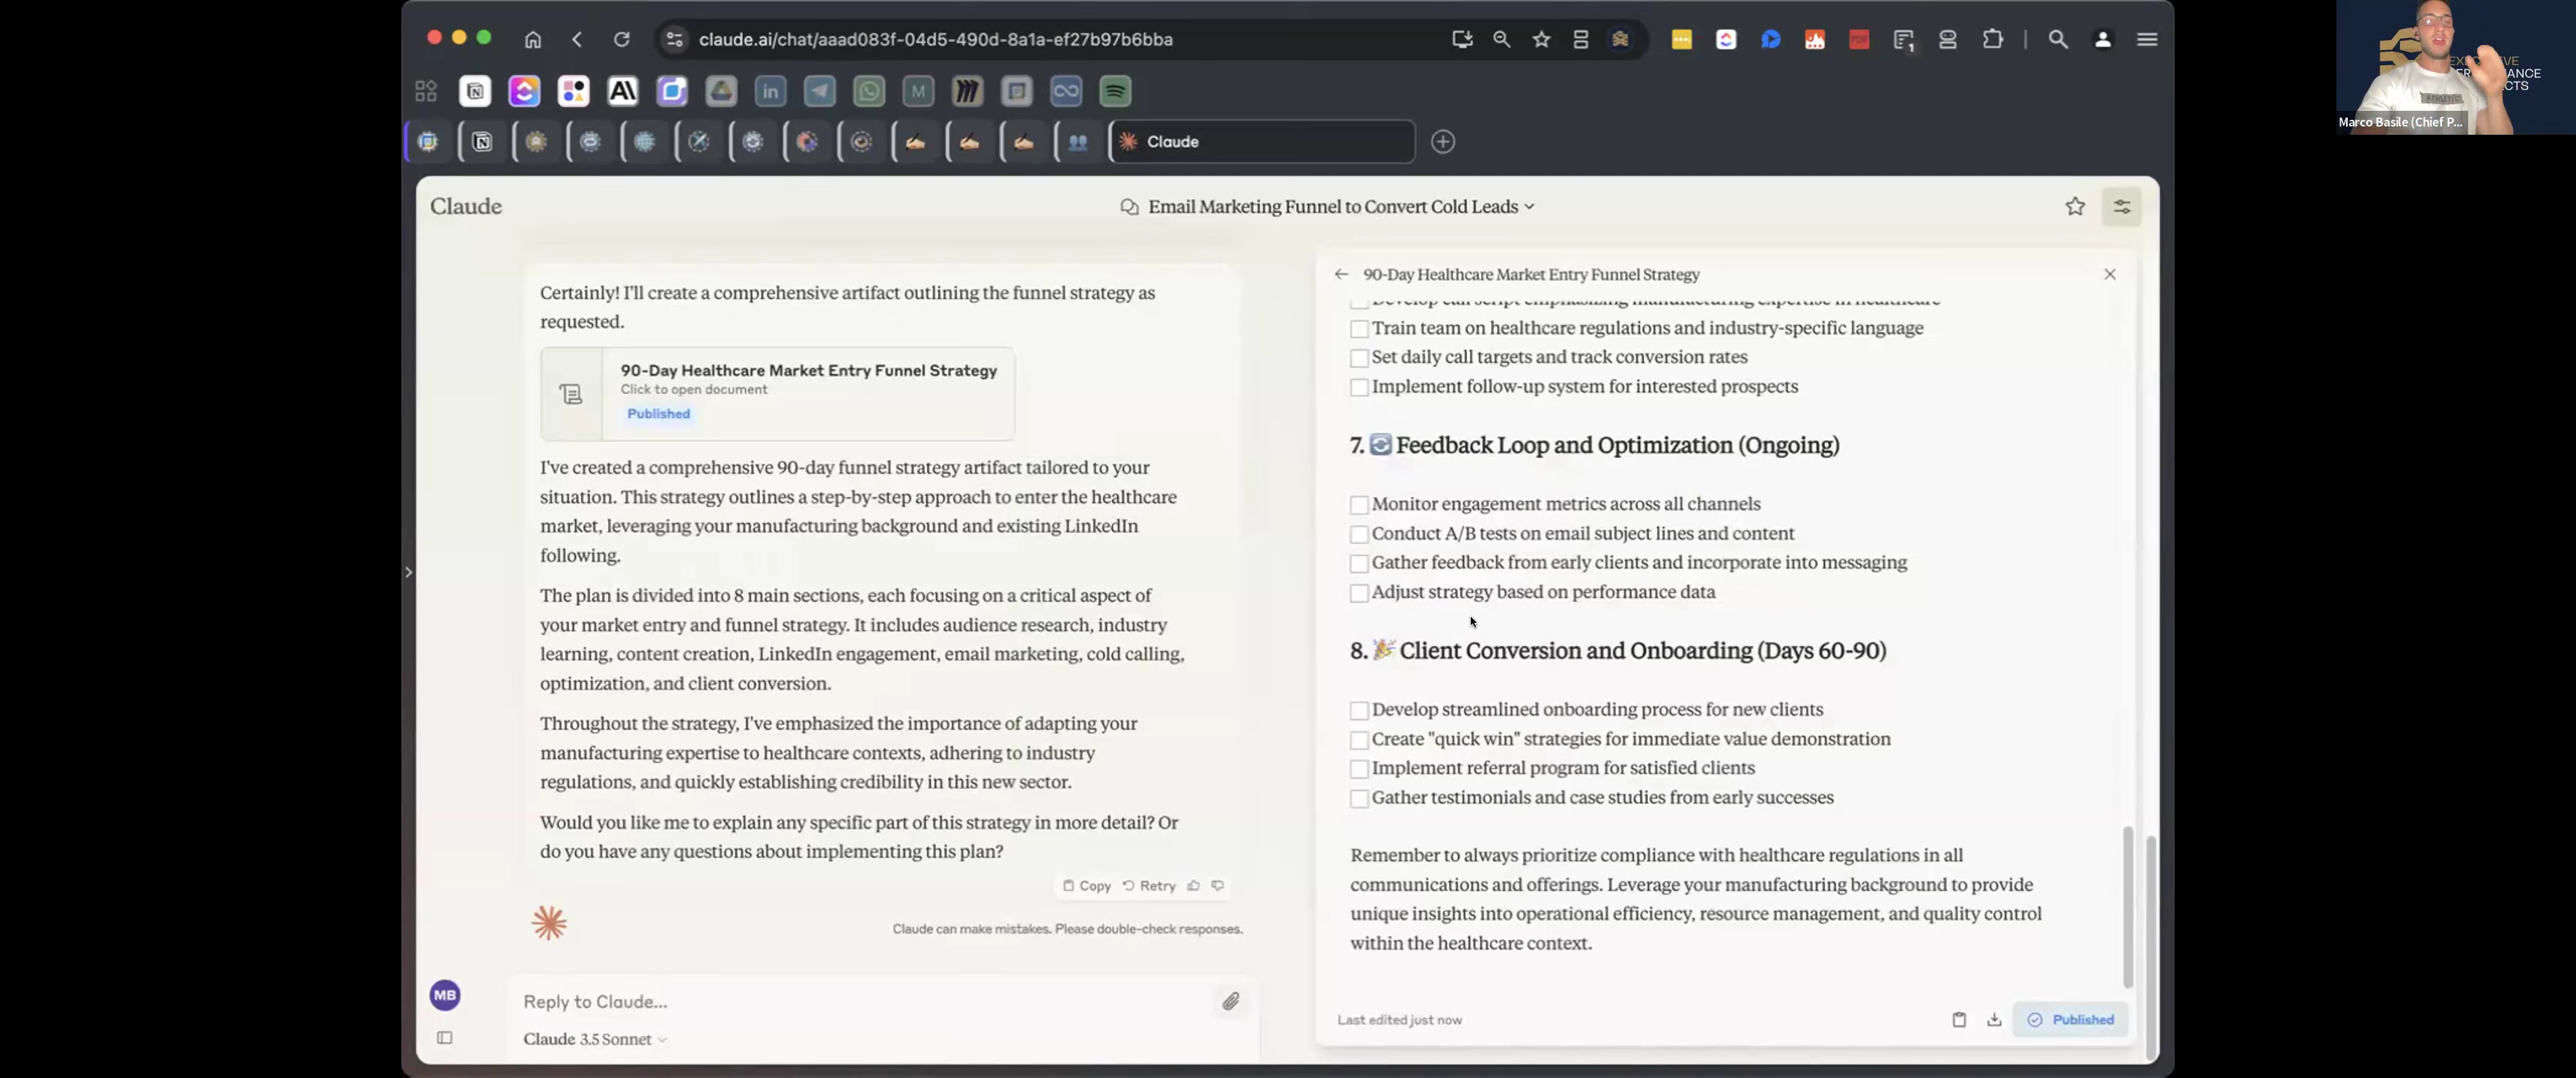 claude.ai/chat/aaad083f-04d5-490d-8a1a-ef27b97b6bba
Claude
Claude
Email Marketing Funnel to Convert Cold Leads
Certainly! I'll create a comprehensive artifact outlining the funnel strategy as
requested.
90-Day Healthcare Market Entry Funnel Strategy
Click to open document
Published
I've created a comprehensive 90-day funnel strategy artifact tailored to your
situation. This strategy outlines a step-by-step approach to enter the healthcare
market, leveraging your manufacturing background and existing LinkedIn
following.
The plan is divided into 8 main sections, each focusing on a critical aspect of
your market entry and funnel strategy. It includes audience research, industry
learning, content creation, LinkedIn engagement, email marketing, cold calling,
optimization, and client conversion.
Throughout the strategy, I've emphasized the importance of adapting your
manufacturing expertise to healthcare contexts, adhering to industry
regulations, and quickly establishing credibility in this new sector.
Would you like me to explain any specific part of this strategy in more detail? Or
do you have any questions about implementing this plan?
Copy Retry
Claude can make mistakes. Please double-check responses.
MB
Reply to Claude...
Claude 3.5 Sonnet
90-Day Healthcare Market Entry Funnel Strategy
Develop call script emphasizing manufacturing expertise in healthcare
Train team on healthcare regulations and industry-specific language
Set daily call targets and track conversion rates
Implement follow-up system for interested prospects
7. 🔄 Feedback Loop and Optimization (Ongoing)
Monitor engagement metrics across all channels
Conduct A/B tests on email subject lines and content
Gather feedback from early clients and incorporate into messaging
Adjust strategy based on performance data
8. 🎉 Client Conversion and Onboarding (Days 60-90)
Develop streamlined onboarding process for new clients
Create "quick win" strategies for immediate value demonstration
Implement referral program for satisfied clients
Gather testimonials and case studies from early successes
Remember to always prioritize compliance with healthcare regulations in all
communications and offerings. Leverage your manufacturing background to provide
unique insights into operational efficiency, resource management, and quality control
within the healthcare context.
Last edited just now
Published
Marco Basile (Chief P...